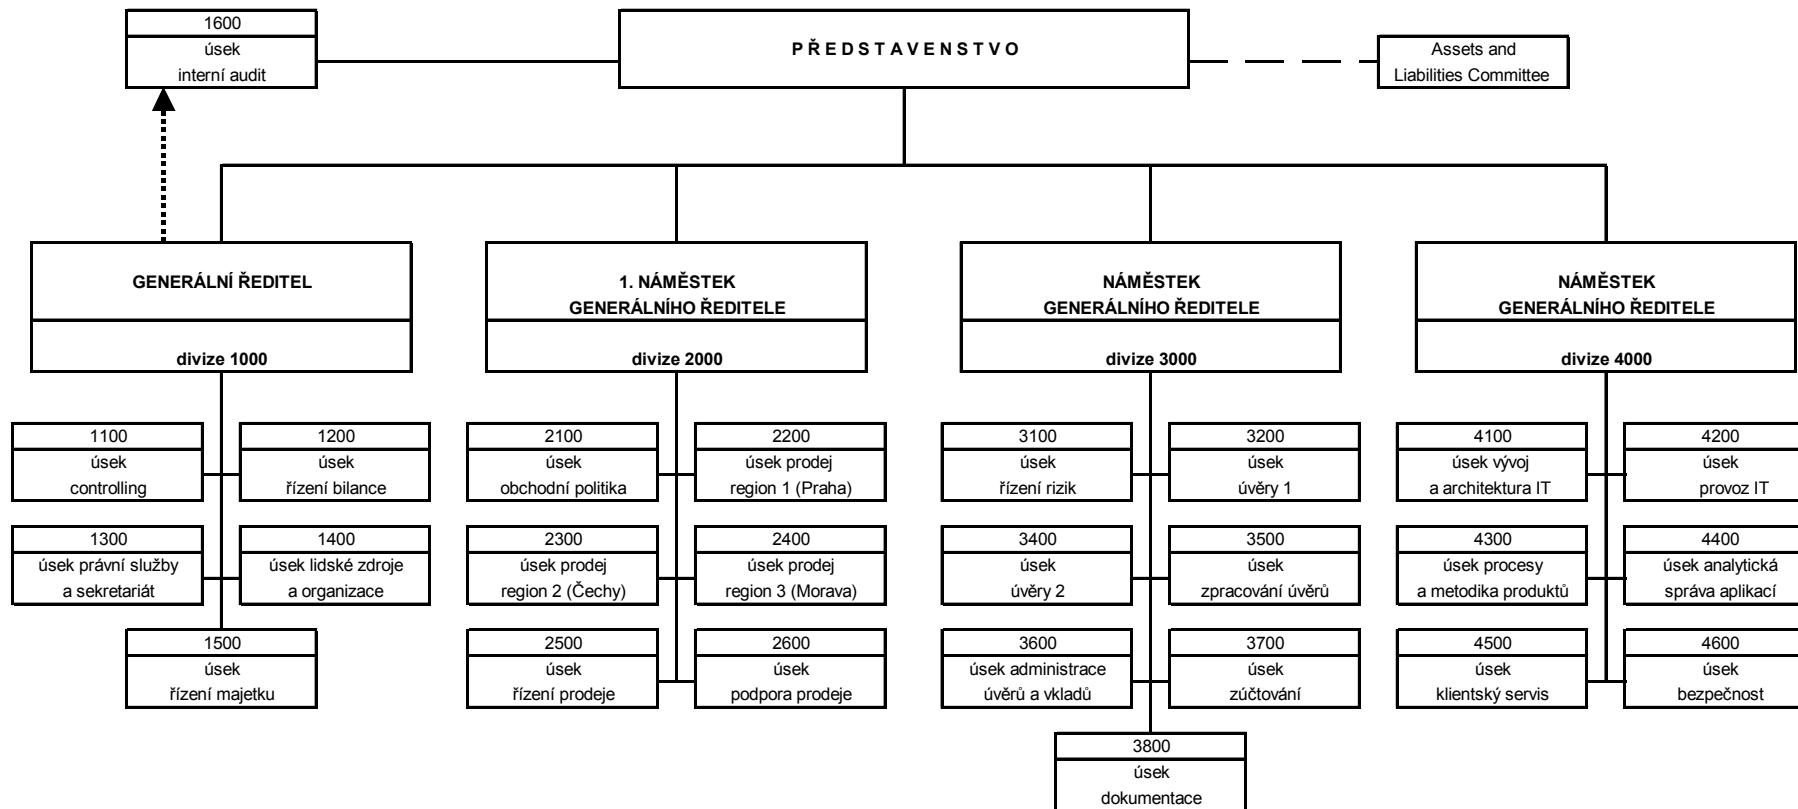 1600
úsek
interní audit
PŘEDSTAVENSTVO
Assets and
Liabilities Committee
GENERÁLNÍ ŘEDITEL
divize 1000
1. NÁMĚSTEK
GENERÁLNÍHO ŘEDITELE
divize 2000
NÁMĚSTEK
GENERÁLNÍHO ŘEDITELE
divize 3000
NÁMĚSTEK
GENERÁLNÍHO ŘEDITELE
divize 4000
1100
úsek
controlling
1200
úsek
řízení bilance
2100
úsek
obchodní politika
2200
úsek prodej
region 1 (Praha)
3100
úsek
řízení rizik
3200
úsek
úvěry 1
4100
úsek vývoj
a architektura IT
4200
úsek
provoz IT
1300
úsek právní služby
a sekretariát
1400
úsek lidské zdroje
a organizace
2300
úsek prodej
region 2 (Čechy)
2400
úsek prodej
region 3 (Morava)
3400
úsek
úvěry 2
3500
úsek
zpracování úvěrů
4300
úsek procesy
a metodika produktů
4400
úsek analytická
správa aplikací
1500
úsek
řízení majetku
2500
úsek
řízení prodeje
2600
úsek
podpora prodeje
3600
úsek administrace
úvěrů a vkladů
3700
úsek
zúčtování
4500
úsek
klientský servis
4600
úsek
bezpečnost
3800
úsek
dokumentace